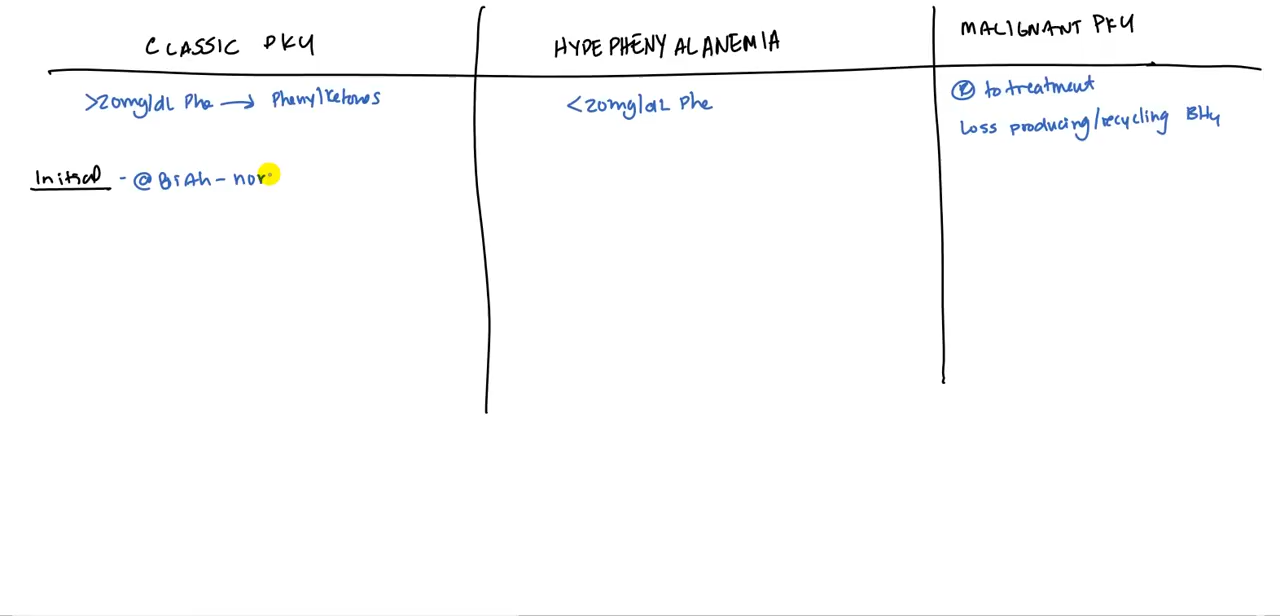 CLASSIC PKU
HYPEPHENYALANEMIA
MALIGNANT PKU
>20mg/dL Phe → Phenylketones
<20mg/dL Phe
Ⓡ to treatment
Loss producing/recycling BH4
Initial - @ Birth - nor